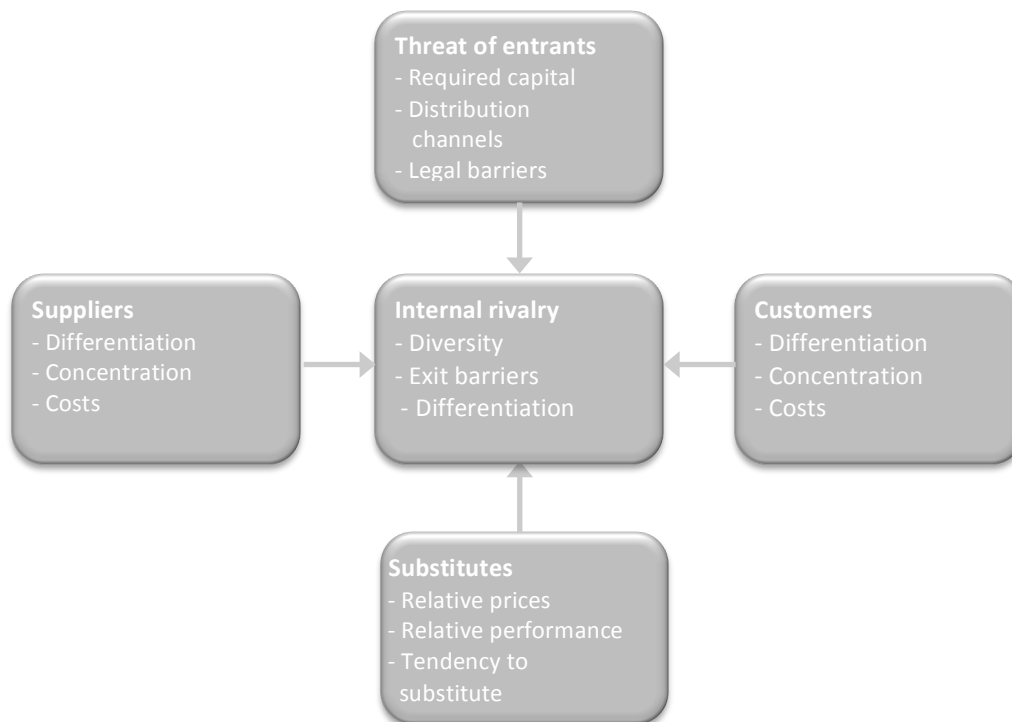 Threat of entrants
- Required capital
- Distribution
channels
- Legal barriers
Suppliers
- Differentiation
- Concentration
- Costs
Internal rivalry
- Diversity
- Exit barriers
- Differentiation
Customers
- Differentiation
- Concentration
- Costs
Substitutes
- Relative prices
- Relative performance
- Tendency to
substitute